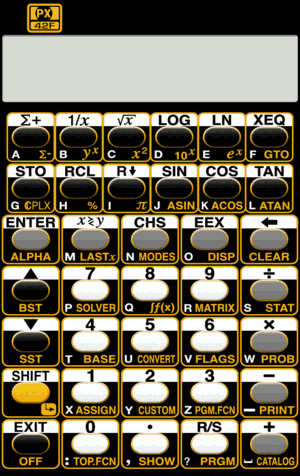 PX
42F
Σ+ 1/x √x LOG LN XEQ
A Σ- B yˣ C x² D 10ˣ E eˣ F GTO
STO RCL R⬇ SIN COS TAN
G ₵PLX H % I π J ASIN K ACOS L ATAN
ENTER x≷y CHS EEX ←
ALPHA M LASTx N MODES O DISP CLEAR
▲ 7 8 9 ÷
BST P SOLVER Q ∫f(x) R MATRIX S STAT
▼ 4 5 6 ×
SST T BASE U CONVERT V FLAGS W PROB
SHIFT 1 2 3 −
X ASSIGN Y CUSTOM Z PGM.FCN — PRINT
EXIT 0 · R/S +
OFF : TOP.FCN , SHOW ? PRGM ⎵ CATALOG